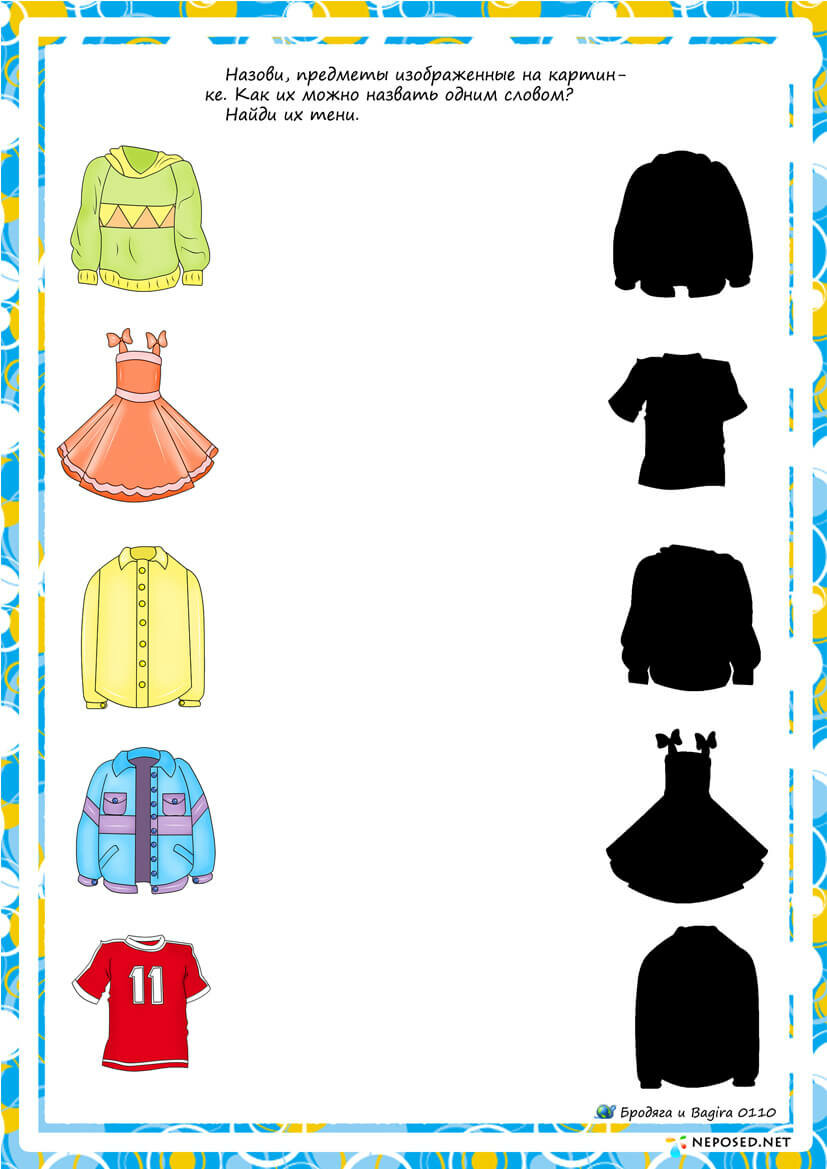 Назови, предметы изображенные на картин-
ке. Как их можно назвать одним словом?
Найди их тени.
11
Бродяга и Bagira 0110
NEPOSED.NET